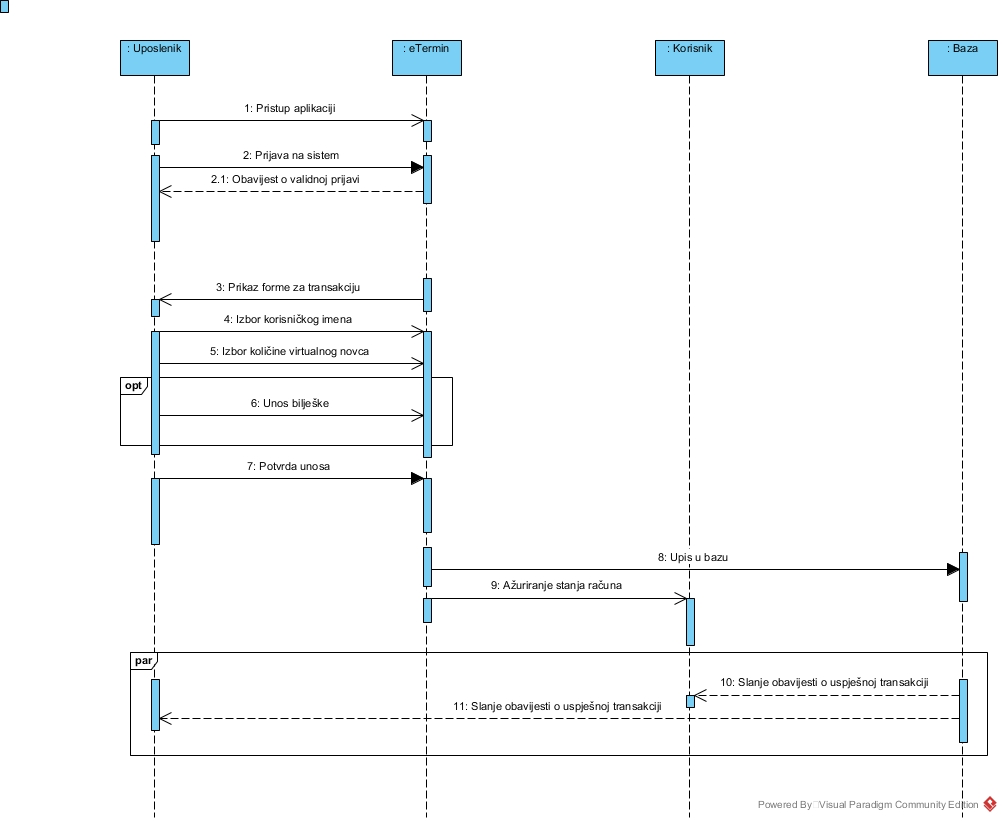 : Uposlenik
: eTermin
: Korisnik
: Baza
1: Pristup aplikaciji
2: Prijava na sistem
2.1: Obavijest o validnoj prijavi
3: Prikaz forme za transakciju
4: Izbor korisničkog imena
5: Izbor količine virtualnog novca
opt
6: Unos bilješke
7: Potvrda unosa
8: Upis u bazu
9: Ažuriranje stanja računa
par
10: Slanje obavijesti o uspješnoj transakciji
11: Slanje obavijesti o uspješnoj transakciji
Powered By Visual Paradigm Community Edition